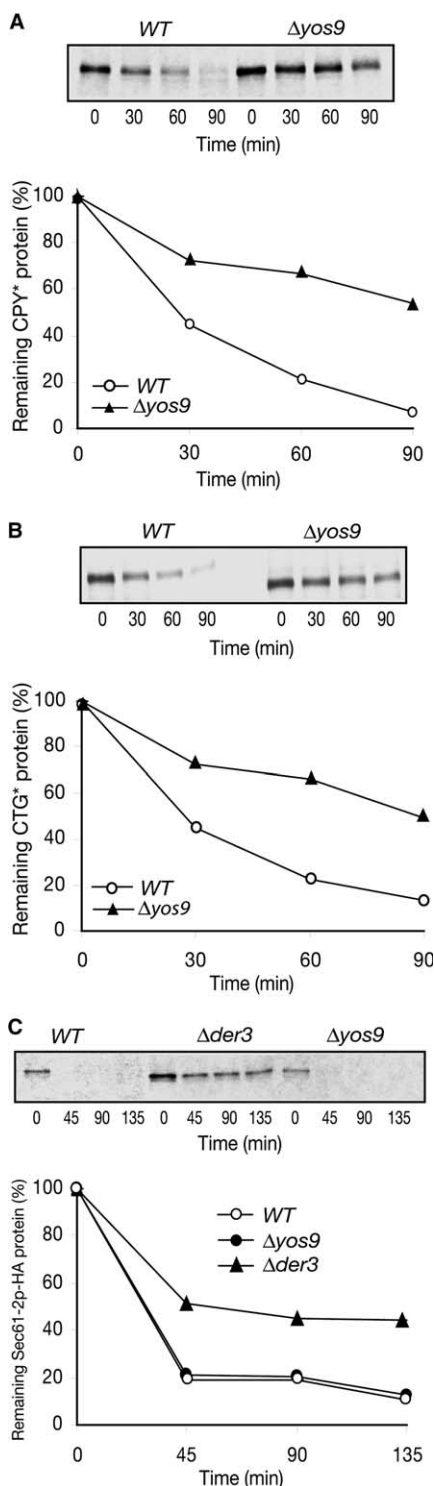 A
WT Δyos9
0 30 60 90 0 30 60 90
Time (min)
Remaining CPY* protein (%)
100
80
60
40
20
0
WT
Δyos9
0 30 60 90
Time (min)
B
WT Δyos9
0 30 60 90 0 30 60 90
Time (min)
Remaining CTG* protein (%)
100
80
60
40
20
0
WT
Δyos9
0 30 60 90
Time (min)
C
WT Δder3 Δyos9
0 45 90 135 0 45 90 135 0 45 90 135
Time (min)
Remaining Sec61-2p-HA protein (%)
100
80
60
40
20
0
WT
Δyos9
Δder3
0 45 90 135
Time (min)